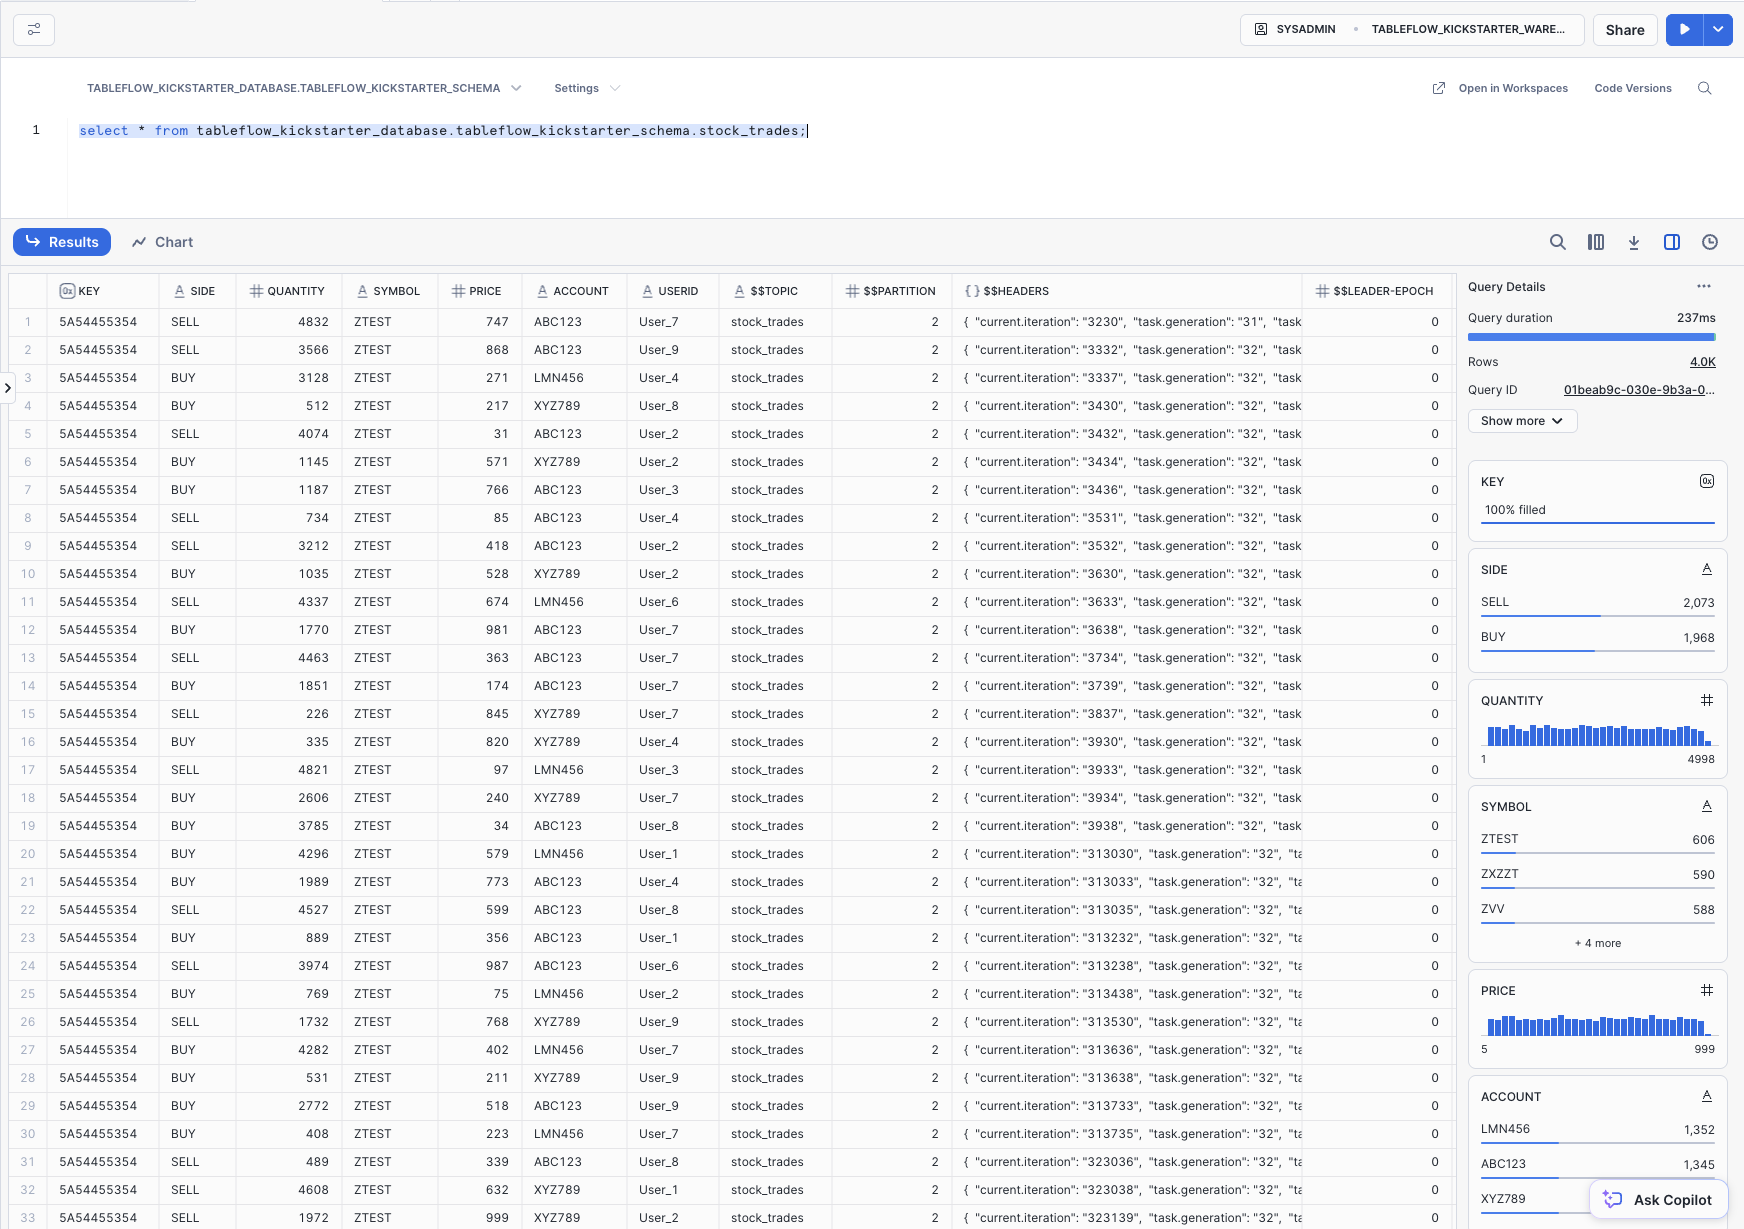 SYSADMIN • TABLEFLOW_KICKSTARTER_WARE... Share
TABLEFLOW_KICKSTARTER_DATABASE.TABLEFLOW_KICKSTARTER_SCHEMA Settings Open in Workspaces Code Versions
1 select * from tableflow_kickstarter_database.tableflow_kickstarter_schema.stock_trades;
Results Chart
KEY SIDE QUANTITY SYMBOL PRICE ACCOUNT USERID $$TOPIC $$PARTITION $$HEADERS $$LEADER-EPOCH
1 5A54455354 SELL 4832 ZTEST 747 ABC123 User_7 stock_trades 2 { "current.iteration": "3230", "task.generation": "31", "task 0
2 5A54455354 SELL 3566 ZTEST 868 ABC123 User_9 stock_trades 2 { "current.iteration": "3332", "task.generation": "32", "task 0
3 5A54455354 BUY 3128 ZTEST 271 LMN456 User_4 stock_trades 2 { "current.iteration": "3337", "task.generation": "32", "task 0
4 5A54455354 BUY 512 ZTEST 217 XYZ789 User_8 stock_trades 2 { "current.iteration": "3430", "task.generation": "32", "task 0
5 5A54455354 SELL 4074 ZTEST 31 ABC123 User_2 stock_trades 2 { "current.iteration": "3432", "task.generation": "32", "task 0
6 5A54455354 BUY 1145 ZTEST 571 XYZ789 User_2 stock_trades 2 { "current.iteration": "3434", "task.generation": "32", "task 0
7 5A54455354 BUY 1187 ZTEST 766 ABC123 User_3 stock_trades 2 { "current.iteration": "3436", "task.generation": "32", "task 0
8 5A54455354 SELL 734 ZTEST 85 ABC123 User_4 stock_trades 2 { "current.iteration": "3531", "task.generation": "32", "task 0
9 5A54455354 SELL 3212 ZTEST 418 ABC123 User_2 stock_trades 2 { "current.iteration": "3532", "task.generation": "32", "task 0
10 5A54455354 BUY 1035 ZTEST 528 XYZ789 User_2 stock_trades 2 { "current.iteration": "3630", "task.generation": "32", "task 0
11 5A54455354 SELL 4337 ZTEST 674 LMN456 User_6 stock_trades 2 { "current.iteration": "3633", "task.generation": "32", "task 0
12 5A54455354 BUY 1770 ZTEST 981 ABC123 User_7 stock_trades 2 { "current.iteration": "3638", "task.generation": "32", "task 0
13 5A54455354 SELL 4463 ZTEST 363 ABC123 User_7 stock_trades 2 { "current.iteration": "3734", "task.generation": "32", "task 0
14 5A54455354 BUY 1851 ZTEST 174 ABC123 User_7 stock_trades 2 { "current.iteration": "3739", "task.generation": "32", "task 0
15 5A54455354 SELL 226 ZTEST 845 XYZ789 User_7 stock_trades 2 { "current.iteration": "3837", "task.generation": "32", "task 0
16 5A54455354 BUY 335 ZTEST 820 XYZ789 User_4 stock_trades 2 { "current.iteration": "3930", "task.generation": "32", "task 0
17 5A54455354 SELL 4821 ZTEST 97 LMN456 User_3 stock_trades 2 { "current.iteration": "3933", "task.generation": "32", "task 0
18 5A54455354 BUY 2606 ZTEST 240 XYZ789 User_7 stock_trades 2 { "current.iteration": "3934", "task.generation": "32", "task 0
19 5A54455354 BUY 3785 ZTEST 34 ABC123 User_8 stock_trades 2 { "current.iteration": "3938", "task.generation": "32", "task 0
20 5A54455354 BUY 4296 ZTEST 579 LMN456 User_1 stock_trades 2 { "current.iteration": "313030", "task.generation": "32", "ta 0
21 5A54455354 BUY 1989 ZTEST 773 ABC123 User_4 stock_trades 2 { "current.iteration": "313033", "task.generation": "32", "ta 0
22 5A54455354 SELL 4527 ZTEST 599 ABC123 User_8 stock_trades 2 { "current.iteration": "313035", "task.generation": "32", "ta 0
23 5A54455354 BUY 889 ZTEST 356 ABC123 User_1 stock_trades 2 { "current.iteration": "313232", "task.generation": "32", "ta 0
24 5A54455354 SELL 3974 ZTEST 987 ABC123 User_6 stock_trades 2 { "current.iteration": "313238", "task.generation": "32", "ta 0
25 5A54455354 BUY 769 ZTEST 75 LMN456 User_2 stock_trades 2 { "current.iteration": "313438", "task.generation": "32", "ta 0
26 5A54455354 SELL 1732 ZTEST 768 XYZ789 User_9 stock_trades 2 { "current.iteration": "313530", "task.generation": "32", "ta 0
27 5A54455354 BUY 4282 ZTEST 402 LMN456 User_7 stock_trades 2 { "current.iteration": "313636", "task.generation": "32", "ta 0
28 5A54455354 BUY 531 ZTEST 211 XYZ789 User_9 stock_trades 2 { "current.iteration": "313638", "task.generation": "32", "ta 0
29 5A54455354 BUY 2772 ZTEST 518 ABC123 User_9 stock_trades 2 { "current.iteration": "313733", "task.generation": "32", "ta 0
30 5A54455354 BUY 408 ZTEST 223 LMN456 User_7 stock_trades 2 { "current.iteration": "313735", "task.generation": "32", "ta 0
31 5A54455354 SELL 489 ZTEST 339 ABC123 User_8 stock_trades 2 { "current.iteration": "323036", "task.generation": "32", "ta 0
32 5A54455354 SELL 4608 ZTEST 632 XYZ789 User_1 stock_trades 2 { "current.iteration": "323038", "task.generation": "32", "ta 0
33 5A54455354 SELL 1972 ZTEST 999 XYZ789 User_2 stock_trades 2 { "current.iteration": "323139", "task.generation": "32", "ta 0
Query Details ...
Query duration 237ms
Rows 4.0K
Query ID 01beab9c-030e-9b3a-0...
Show more
KEY
100% filled
SIDE
SELL 2,073
BUY 1,968
QUANTITY
1 4998
SYMBOL
ZTEST 606
ZXZZT 590
ZVV 588
+ 4 more
PRICE
5 999
ACCOUNT
LMN456 1,352
ABC123 1,345
XYZ789
Ask Copilot